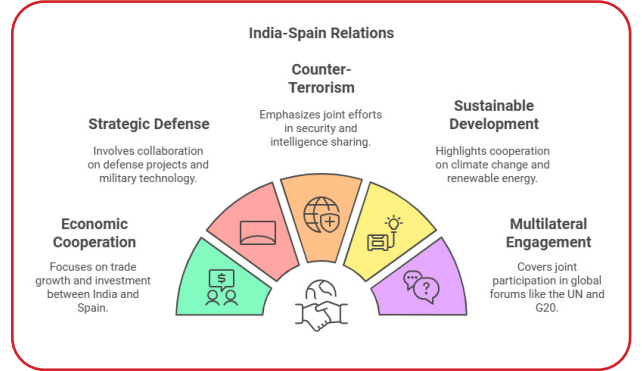 India-Spain Relations
Counter-
Terrorism
Emphasizes joint efforts
in security and
intelligence sharing.
Strategic Defense
Involves collaboration
on defense projects and
military technology.
Sustainable
Development
Highlights cooperation
on climate change and
renewable energy.
Economic
Cooperation
Focuses on trade
growth and investment
between India and
Spain.
Multilateral
Engagement
Covers joint
participation in global
forums like the UN and
G20.
$
?